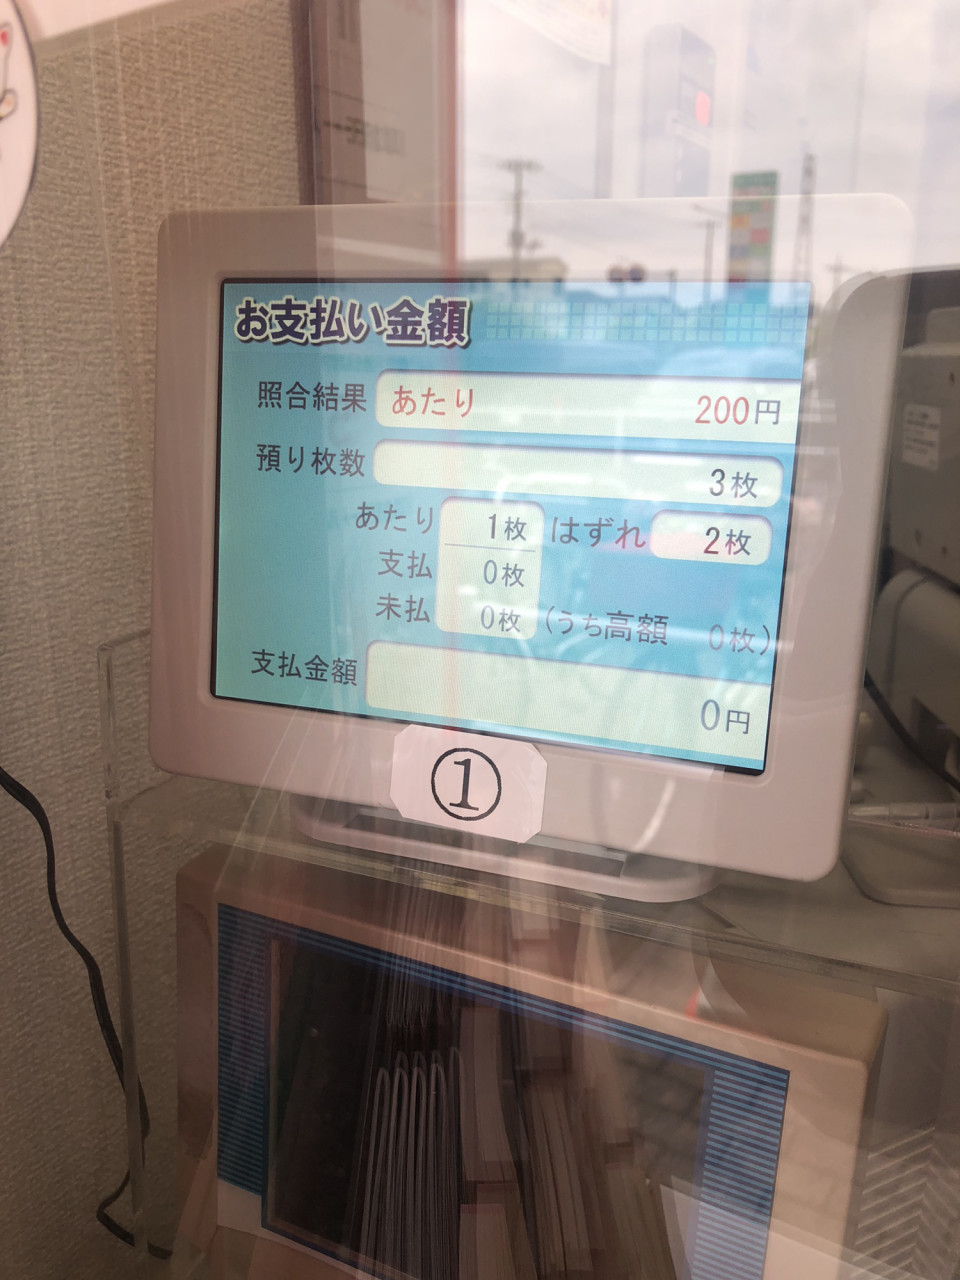 お支払い金額
照合結果 あたり 200円
預り枚数 3枚
あたり 1枚 はずれ 2枚
支払 0枚
未払 0枚 (うち高額 0枚)
支払金額 0円
①